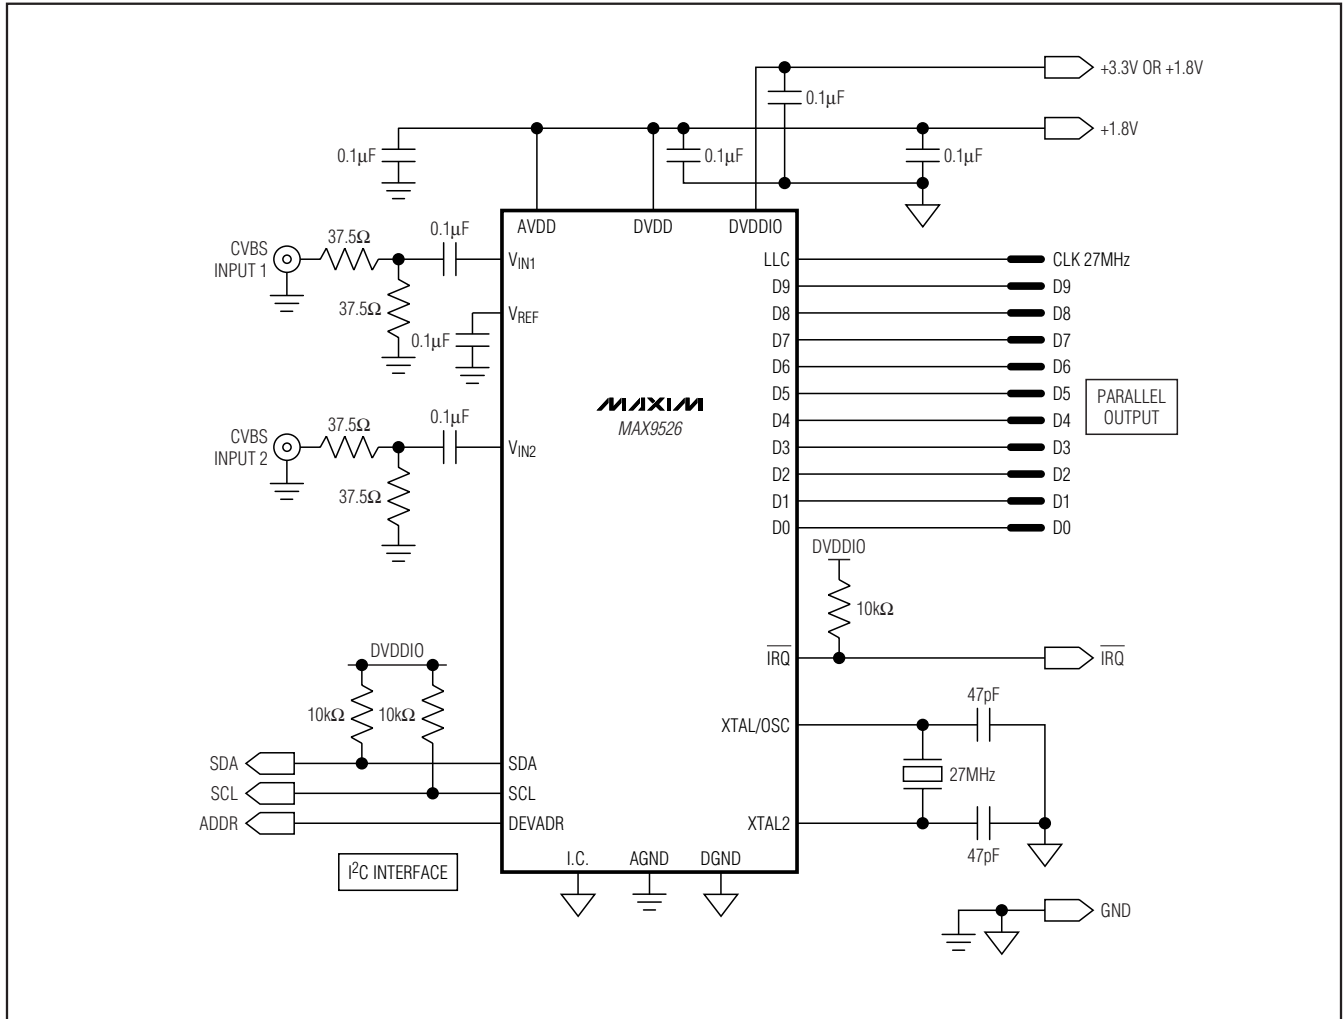 +3.3V OR +1.8V
0.1µF
+1.8V
0.1µF
0.1µF
0.1µF
AVDD
DVDD
DVDDIO
CVBS
INPUT 1
37.5Ω
0.1µF
VIN1
37.5Ω
VREF
0.1µF
CVBS
INPUT 2
37.5Ω
0.1µF
VIN2
37.5Ω
MAXIM
MAX9526
LLC
CLK 27MHz
D9
D9
D8
D8
D7
D7
D6
D6
D5
D5
D4
D4
D3
D3
D2
D2
D1
D1
D0
D0
PARALLEL
OUTPUT
DVDDIO
10kΩ
IRQ
IRQ
DVDDIO
10kΩ
10kΩ
SDA
SDA
SCL
SCL
ADDR
DEVADR
I²C INTERFACE
XTAL/OSC
47pF
27MHz
XTAL2
47pF
I.C.
AGND
DGND
GND